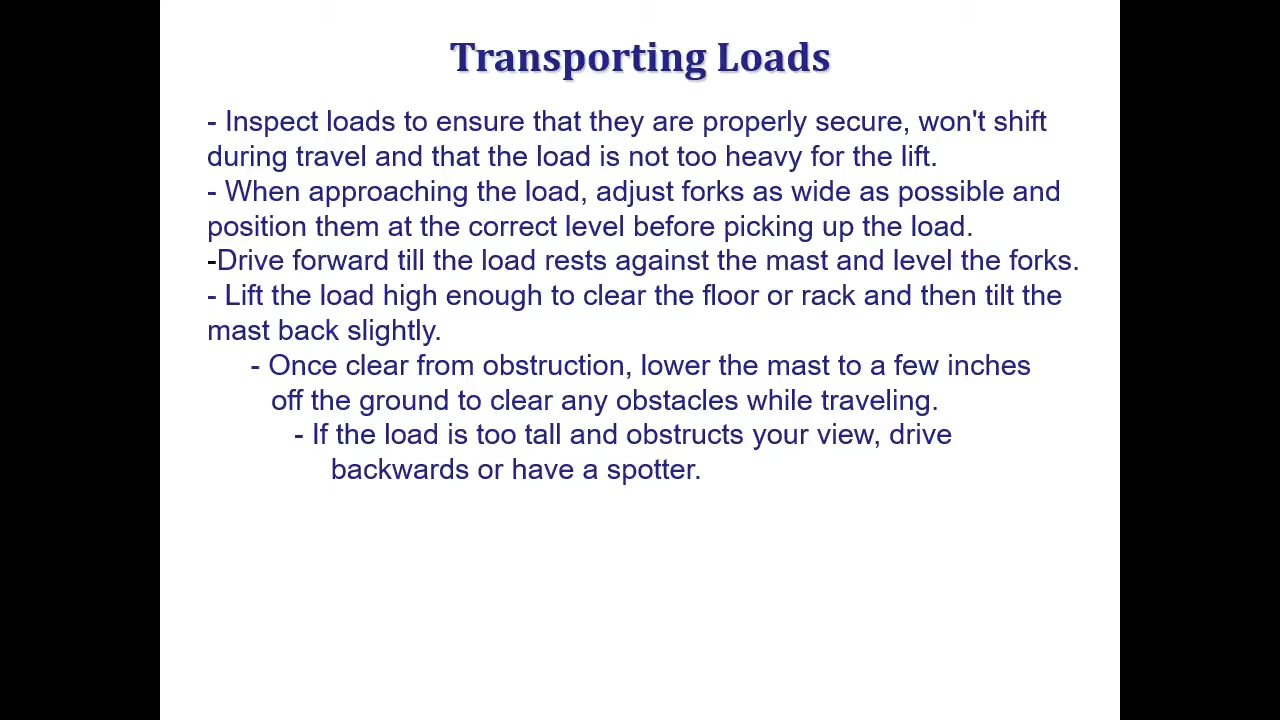 Transporting Loads
- Inspect loads to ensure that they are properly secure, won't shift
during travel and that the load is not too heavy for the lift.
- When approaching the load, adjust forks as wide as possible and
position them at the correct level before picking up the load.
-Drive forward till the load rests against the mast and level the forks.
- Lift the load high enough to clear the floor or rack and then tilt the
mast back slightly.
- Once clear from obstruction, lower the mast to a few inches
off the ground to clear any obstacles while traveling.
- If the load is too tall and obstructs your view, drive
backwards or have a spotter.